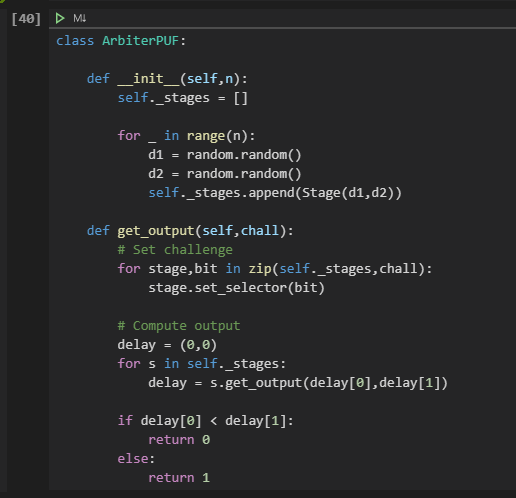 [40] M↓
class ArbiterPUF:
    def __init__(self,n):
        self._stages = []
        for _ in range(n):
            d1 = random.random()
            d2 = random.random()
            self._stages.append(Stage(d1,d2))
    def get_output(self,chall):
        # Set challenge
        for stage,bit in zip(self._stages,chall):
            stage.set_selector(bit)
        # Compute output
        delay = (0,0)
        for s in self._stages:
            delay = s.get_output(delay[0],delay[1])
        if delay[0] < delay[1]:
            return 0
        else:
            return 1